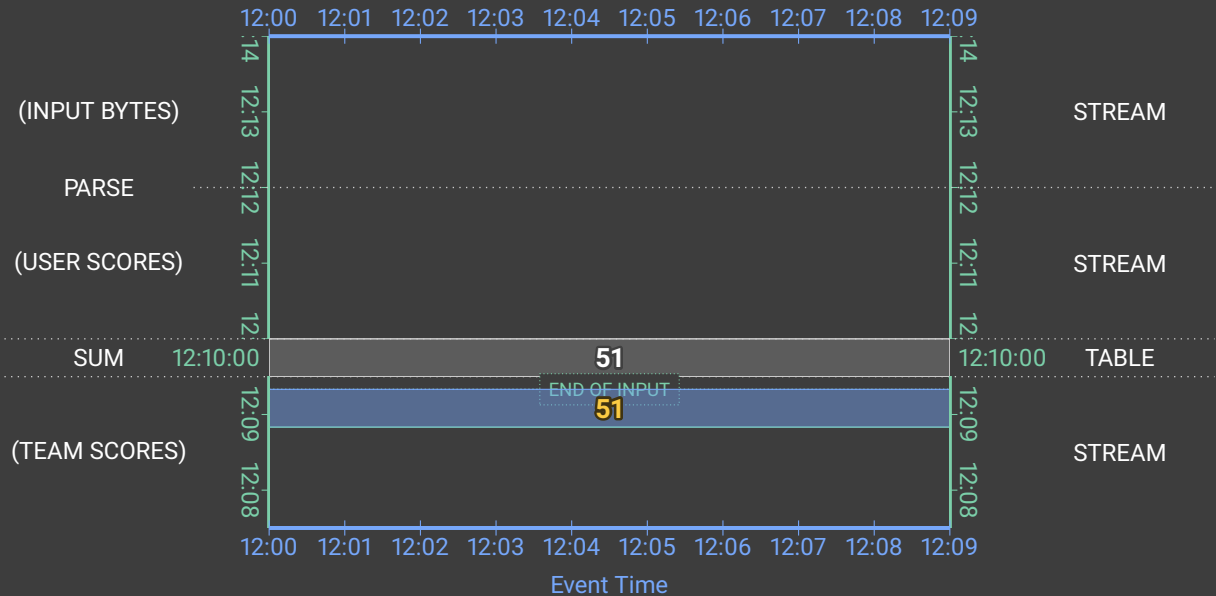 12:00 12:01 12:02 12:03 12:04 12:05 12:06 12:07 12:08 12:09
14 14
(INPUT BYTES) 12:13 12:13 STREAM
PARSE 12:12 12:12
(USER SCORES) 12:11 12:11 STREAM
12 12
SUM 12:10:00 51 12:10:00 TABLE
END OF INPUT
51
12:09 12:09
(TEAM SCORES) STREAM
12:08 12:08
12:00 12:01 12:02 12:03 12:04 12:05 12:06 12:07 12:08 12:09
Event Time